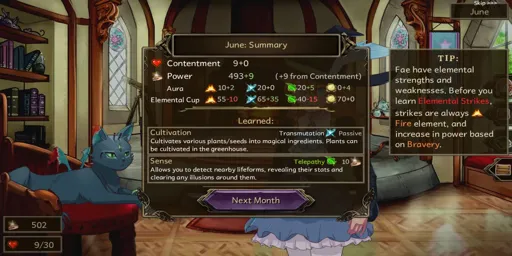 Skip >>>
June
June: Summary
Contentment 9+0
Power 493+9 (+9 from Contentment)
Aura 10+2 20+0 20+5 0+4
Elemental Cup 55-10 65+35 40-15 70+0
Learned:
Cultivation Transmutation Passive
Cultivates various plants/seeds into magical ingredients. Plants
can be cultivated in the greenhouse.
Sense Telepathy 10
Allows you to detect nearby lifeforms, revealing their stats and
clearing any illusions around them.
Next Month
TIP:
Fae have elemental
strengths and
weaknesses. Before you
learn Elemental Strikes,
strikes are always
Fire element, and
increase in power based
on Bravery.
502
9/30